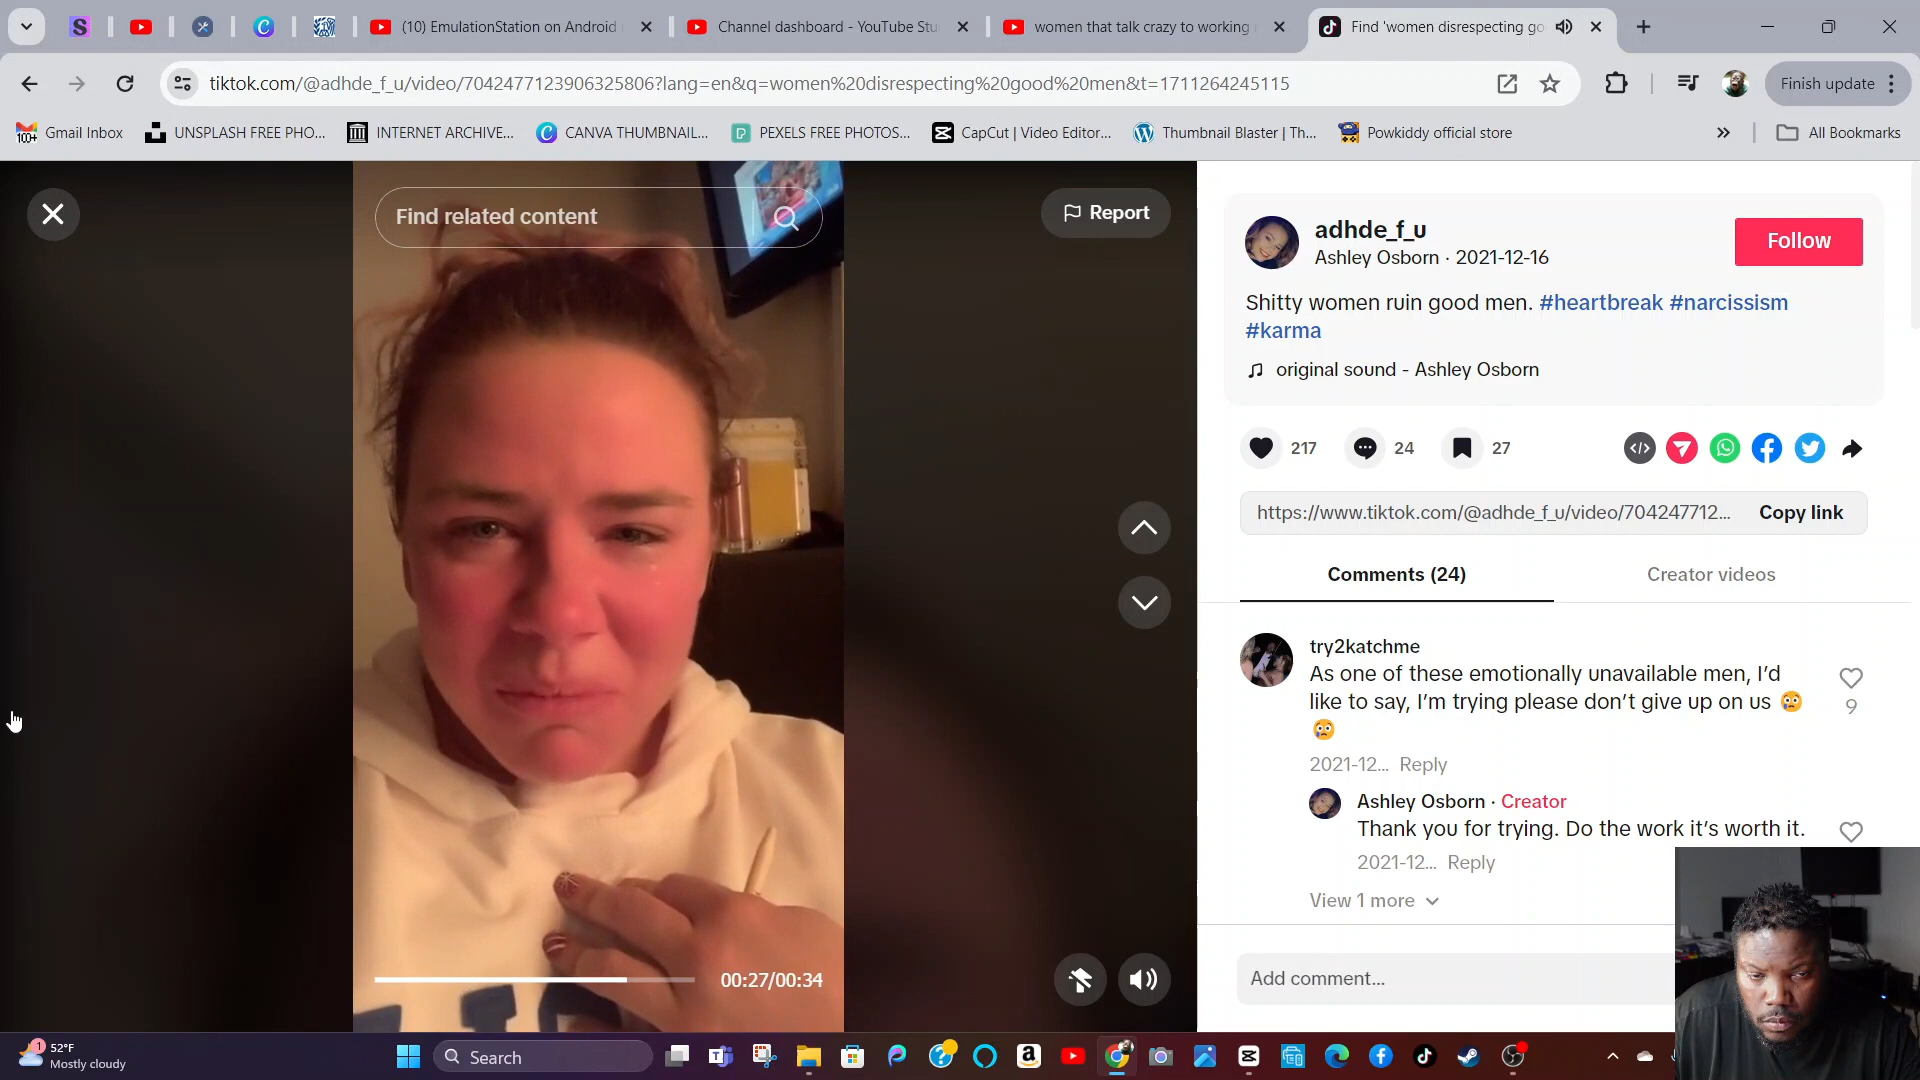 (10) EmulationStation on Android
Channel dashboard - YouTube Stu
women that talk crazy to working
Find 'women disrespecting go
tiktok.com/@adhde_f_u/video/7042477123906325806?lang=en&q=women%20disrespecting%20good%20men&t=1711264245115
Finish update
100+ Gmail Inbox
UNSPLASH FREE PHO...
INTERNET ARCHIVE...
CANVA THUMBNAIL...
PEXELS FREE PHOTOS...
CapCut | Video Editor...
Thumbnail Blaster | Th...
Powkiddy official store
All Bookmarks
Find related content
Report
adhde_f_u
Ashley Osborn · 2021-12-16
Follow
Shitty women ruin good men. #heartbreak #narcissism
#karma
original sound - Ashley Osborn
217
24
27
https://www.tiktok.com/@adhde_f_u/video/704247712...
Copy link
Comments (24)
Creator videos
try2katchme
As one of these emotionally unavailable men, I'd
like to say, I'm trying please don't give up on us 😥
😥
9
2021-12... Reply
Ashley Osborn · Creator
Thank you for trying. Do the work it's worth it.
2021-12... Reply
View 1 more
00:27/00:34
Add comment...
1
52°F
Mostly cloudy
Search